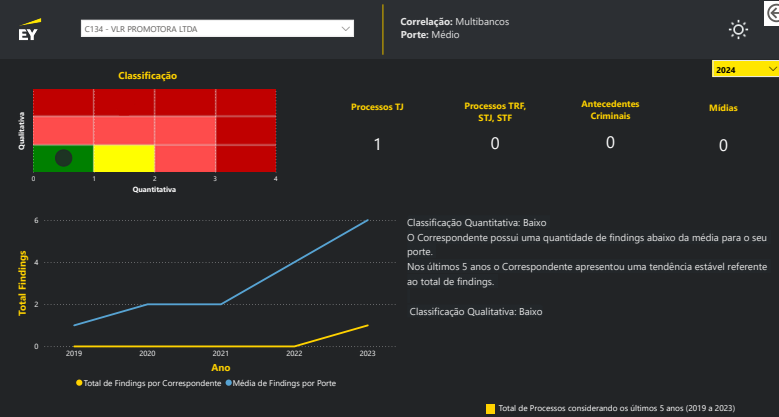 EY
C134 - VLR PROMOTORA LTDA
Correlação: Multibancos
Porte: Médio
2024
Classificação
Qualitativa
0 1 2 3 4
Quantitativa
Processos TJ
1
Processos TRF,
STJ, STF
0
Antecedentes
Criminais
0
Mídias
0
Total Findings
6
4
2
0
2019 2020 2021 2022 2023
Ano
Total de Findings por Correspondente Média de Findings por Porte
Classificação Quantitativa: Baixo
O Correspondente possui uma quantidade de findings abaixo da média para o seu
porte.
Nos últimos 5 anos o Correspondente apresentou uma tendência estável referente
ao total de findings.
Classificação Qualitativa: Baixo
Total de Processos considerando os últimos 5 anos (2019 a 2023)